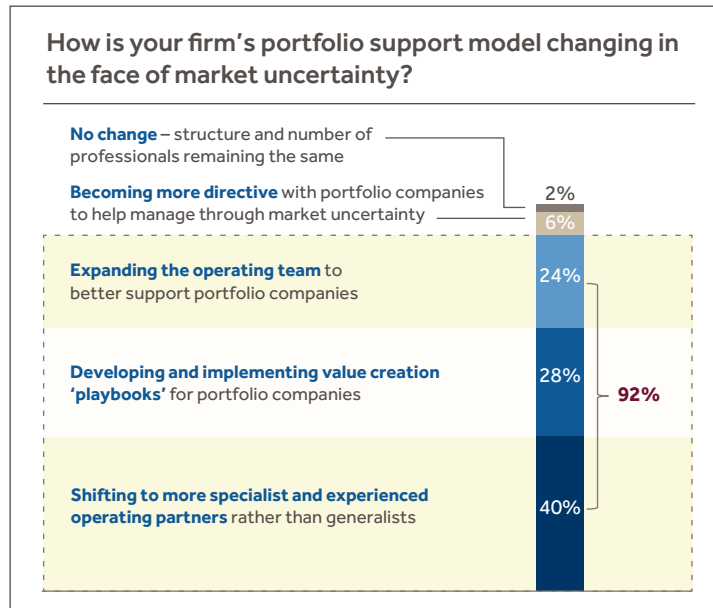 How is your firm's portfolio support model changing in
the face of market uncertainty?
No change – structure and number of
professionals remaining the same
2%
Becoming more directive with portfolio companies
to help manage through market uncertainty
6%
Expanding the operating team to
better support portfolio companies
24%
Developing and implementing value creation
'playbooks' for portfolio companies
28%
92%
Shifting to more specialist and experienced
operating partners rather than generalists
40%